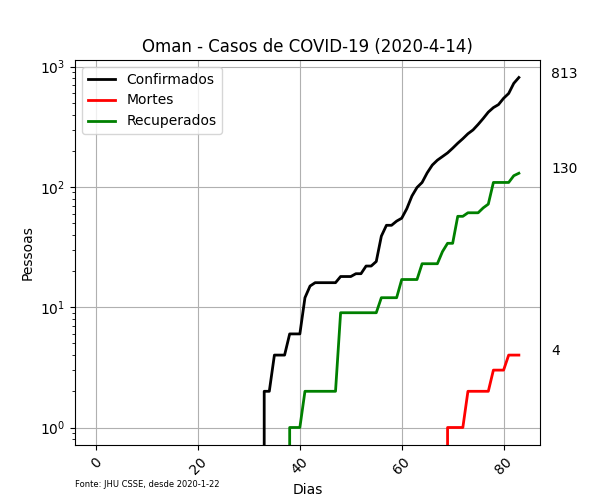 Oman - Casos de COVID-19 (2020-4-14)
Confirmados
Mortes
Recuperados
Pessoas
10³
10²
10¹
10⁰
813
130
4
0
20
40
60
80
Dias
Fonte: JHU CSSE, desde 2020-1-22